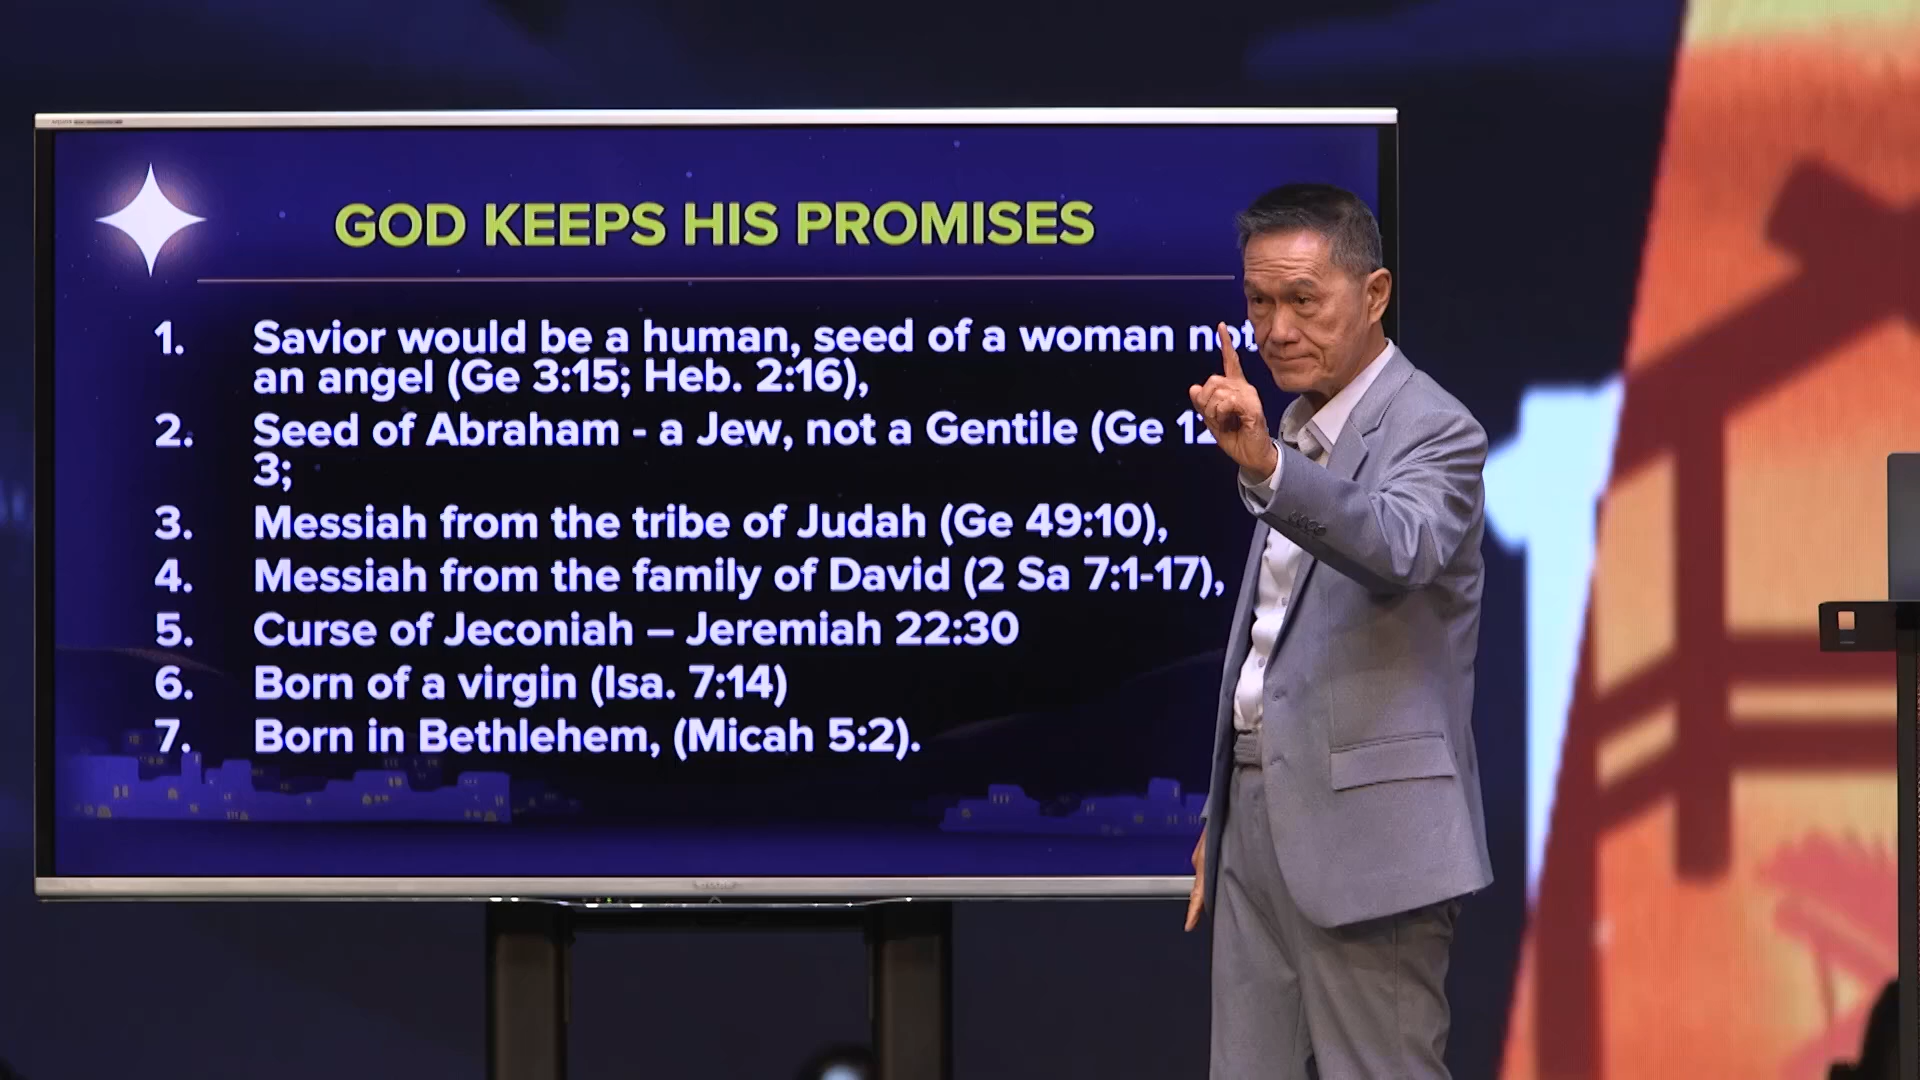 GOD KEEPS HIS PROMISES
1. Savior would be a human, seed of a woman not
an angel (Ge 3:15; Heb. 2:16),
2. Seed of Abraham - a Jew, not a Gentile (Ge
3;
3. Messiah from the tribe of Judah (Ge 49:10),
4. Messiah from the family of David (2 Sa 7:1-17),
5. Curse of Jeconiah – Jeremiah 22:30
6. Born of a virgin (Isa. 7:14)
7. Born in Bethlehem, (Micah 5:2).